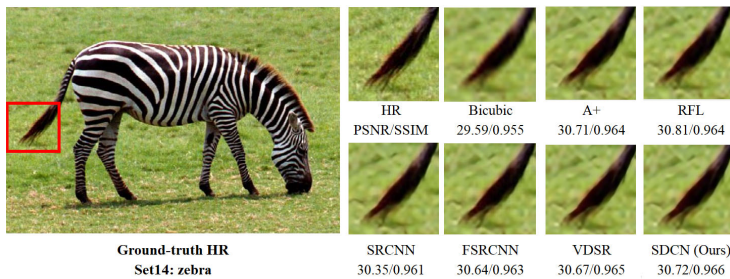 HR Bicubic A+ RFL
PSNR/SSIM 29.59/0.955 30.71/0.964 30.81/0.964
Ground-truth HR SRCNN FSRCNN VDSR SDCN (Ours)
Set14: zebra 30.35/0.961 30.64/0.963 30.67/0.965 30.72/0.966